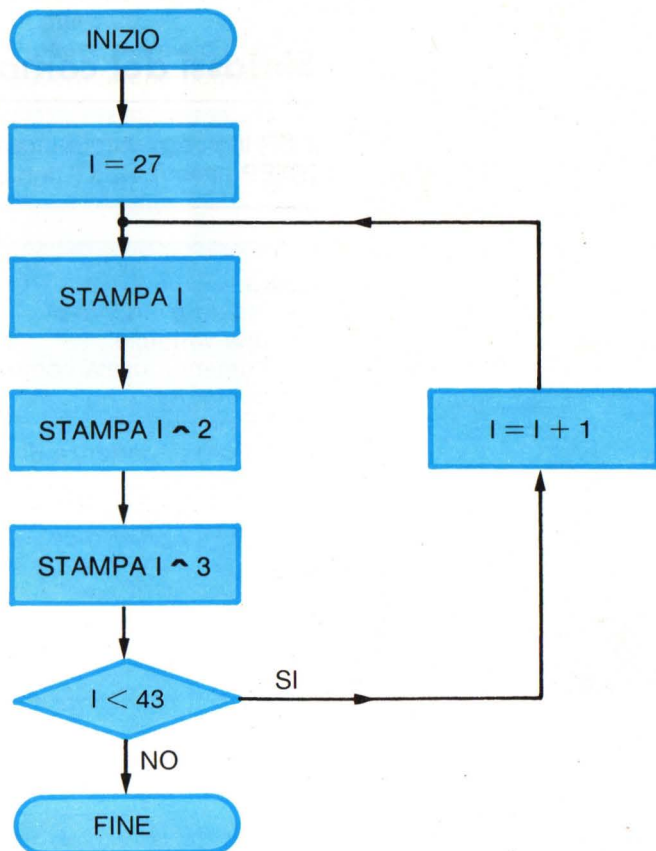 INIZIO
I = 27
STAMPA I
STAMPA I ^ 2
I = I + 1
STAMPA I ^ 3
I < 43
SI
NO
FINE